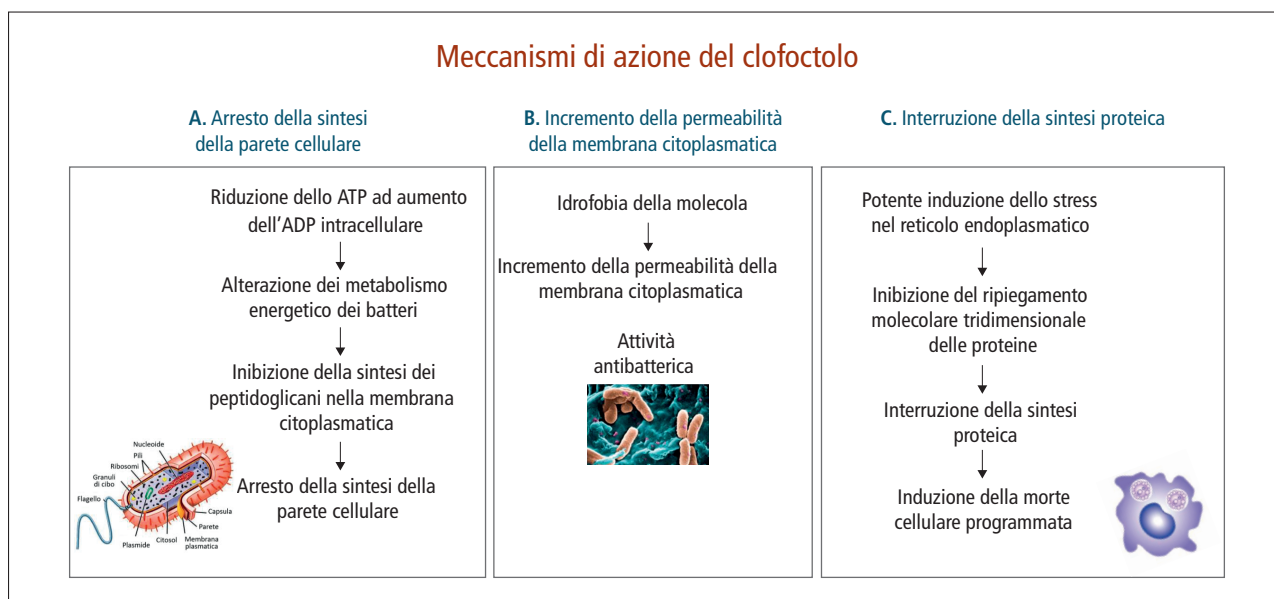 Meccanismi di azione del clofoctolo
A. Arresto della sintesi
della parete cellulare
Riduzione dello ATP ad aumento
dell'ADP intracellulare
Alterazione dei metabolismo
energetico dei batteri
Inibizione della sintesi dei
peptidoglicani nella membrana
citoplasmatica
Arresto della sintesi della
parete cellulare
Nucleoide
Pili
Ribosomi
Granuli
di cibo
Flagello
Plasmide
Citosol
Membrana
plasmatica
Parete
Capsula
B. Incremento della permeabilità
della membrana citoplasmatica
Idrofobia della molecola
Incremento della permeabilità della
membrana citoplasmatica
Attività
antibatterica
C. Interruzione della sintesi proteica
Potente induzione dello stress
nel reticolo endoplasmatico
Inibizione del ripiegamento
molecolare tridimensionale
delle proteine
Interruzione della sintesi
proteica
Induzione della morte
cellulare programmata